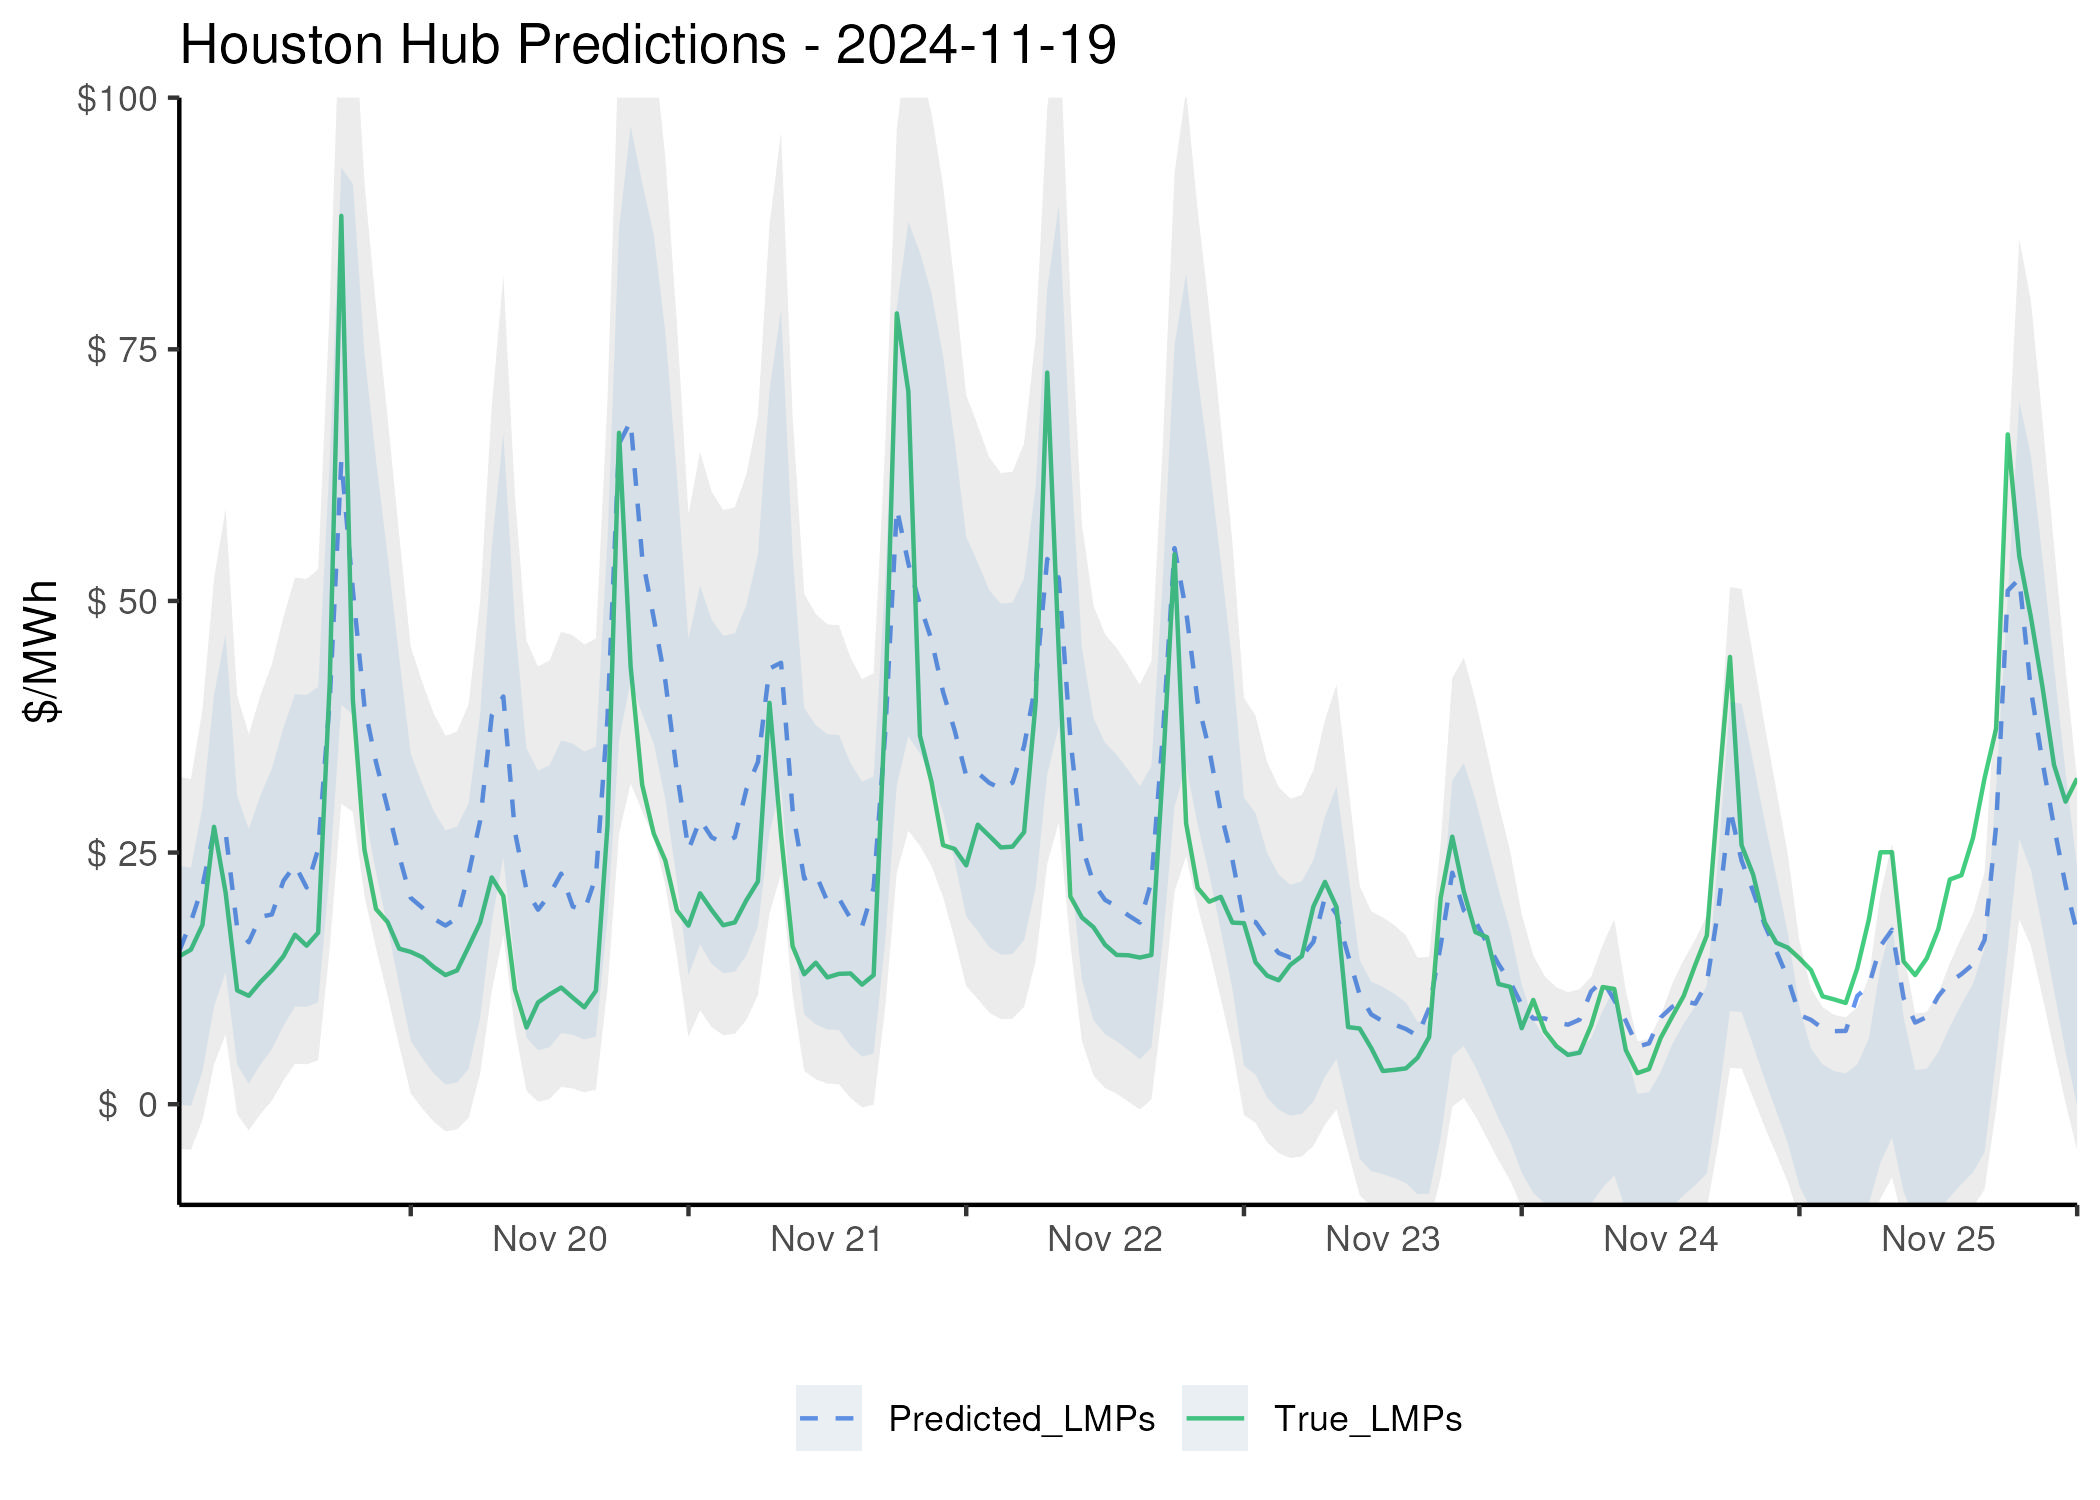 Houston Hub Predictions - 2024-11-19
$100
$ 75
$ 50
$ 25
$ 0
$/MWh
Nov 20 Nov 21 Nov 22 Nov 23 Nov 24 Nov 25
Predicted_LMPs True_LMPs